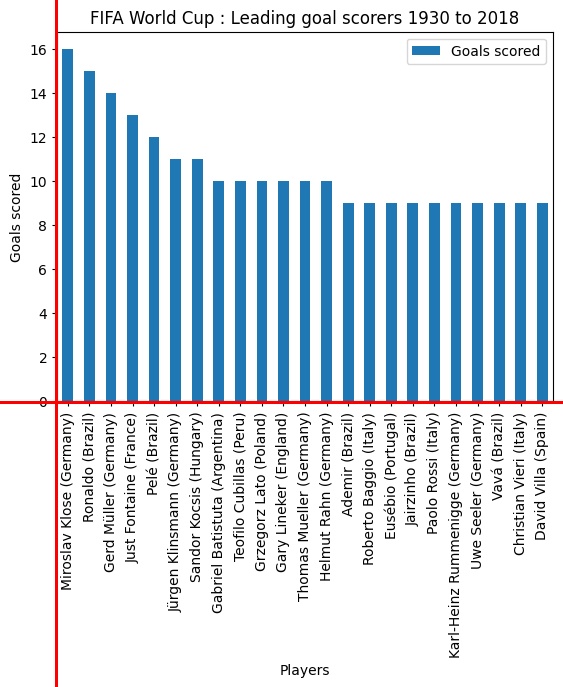 FIFA World Cup : Leading goal scorers 1930 to 2018
Goals scored
Goals scored
16
14
12
10
8
6
4
2
0
Miroslav Klose (Germany)
Ronaldo (Brazil)
Gerd Müller (Germany)
Just Fontaine (France)
Pelé (Brazil)
Jürgen Klinsmann (Germany)
Sandor Kocsis (Hungary)
Gabriel Batistuta (Argentina)
Teofilo Cubillas (Peru)
Grzegorz Lato (Poland)
Gary Lineker (England)
Thomas Mueller (Germany)
Helmut Rahn (Germany)
Ademir (Brazil)
Roberto Baggio (Italy)
Eusébio (Portugal)
Jairzinho (Brazil)
Paolo Rossi (Italy)
Karl-Heinz Rummenigge (Germany)
Uwe Seeler (Germany)
Vavá (Brazil)
Christian Vieri (Italy)
David Villa (Spain)
Players